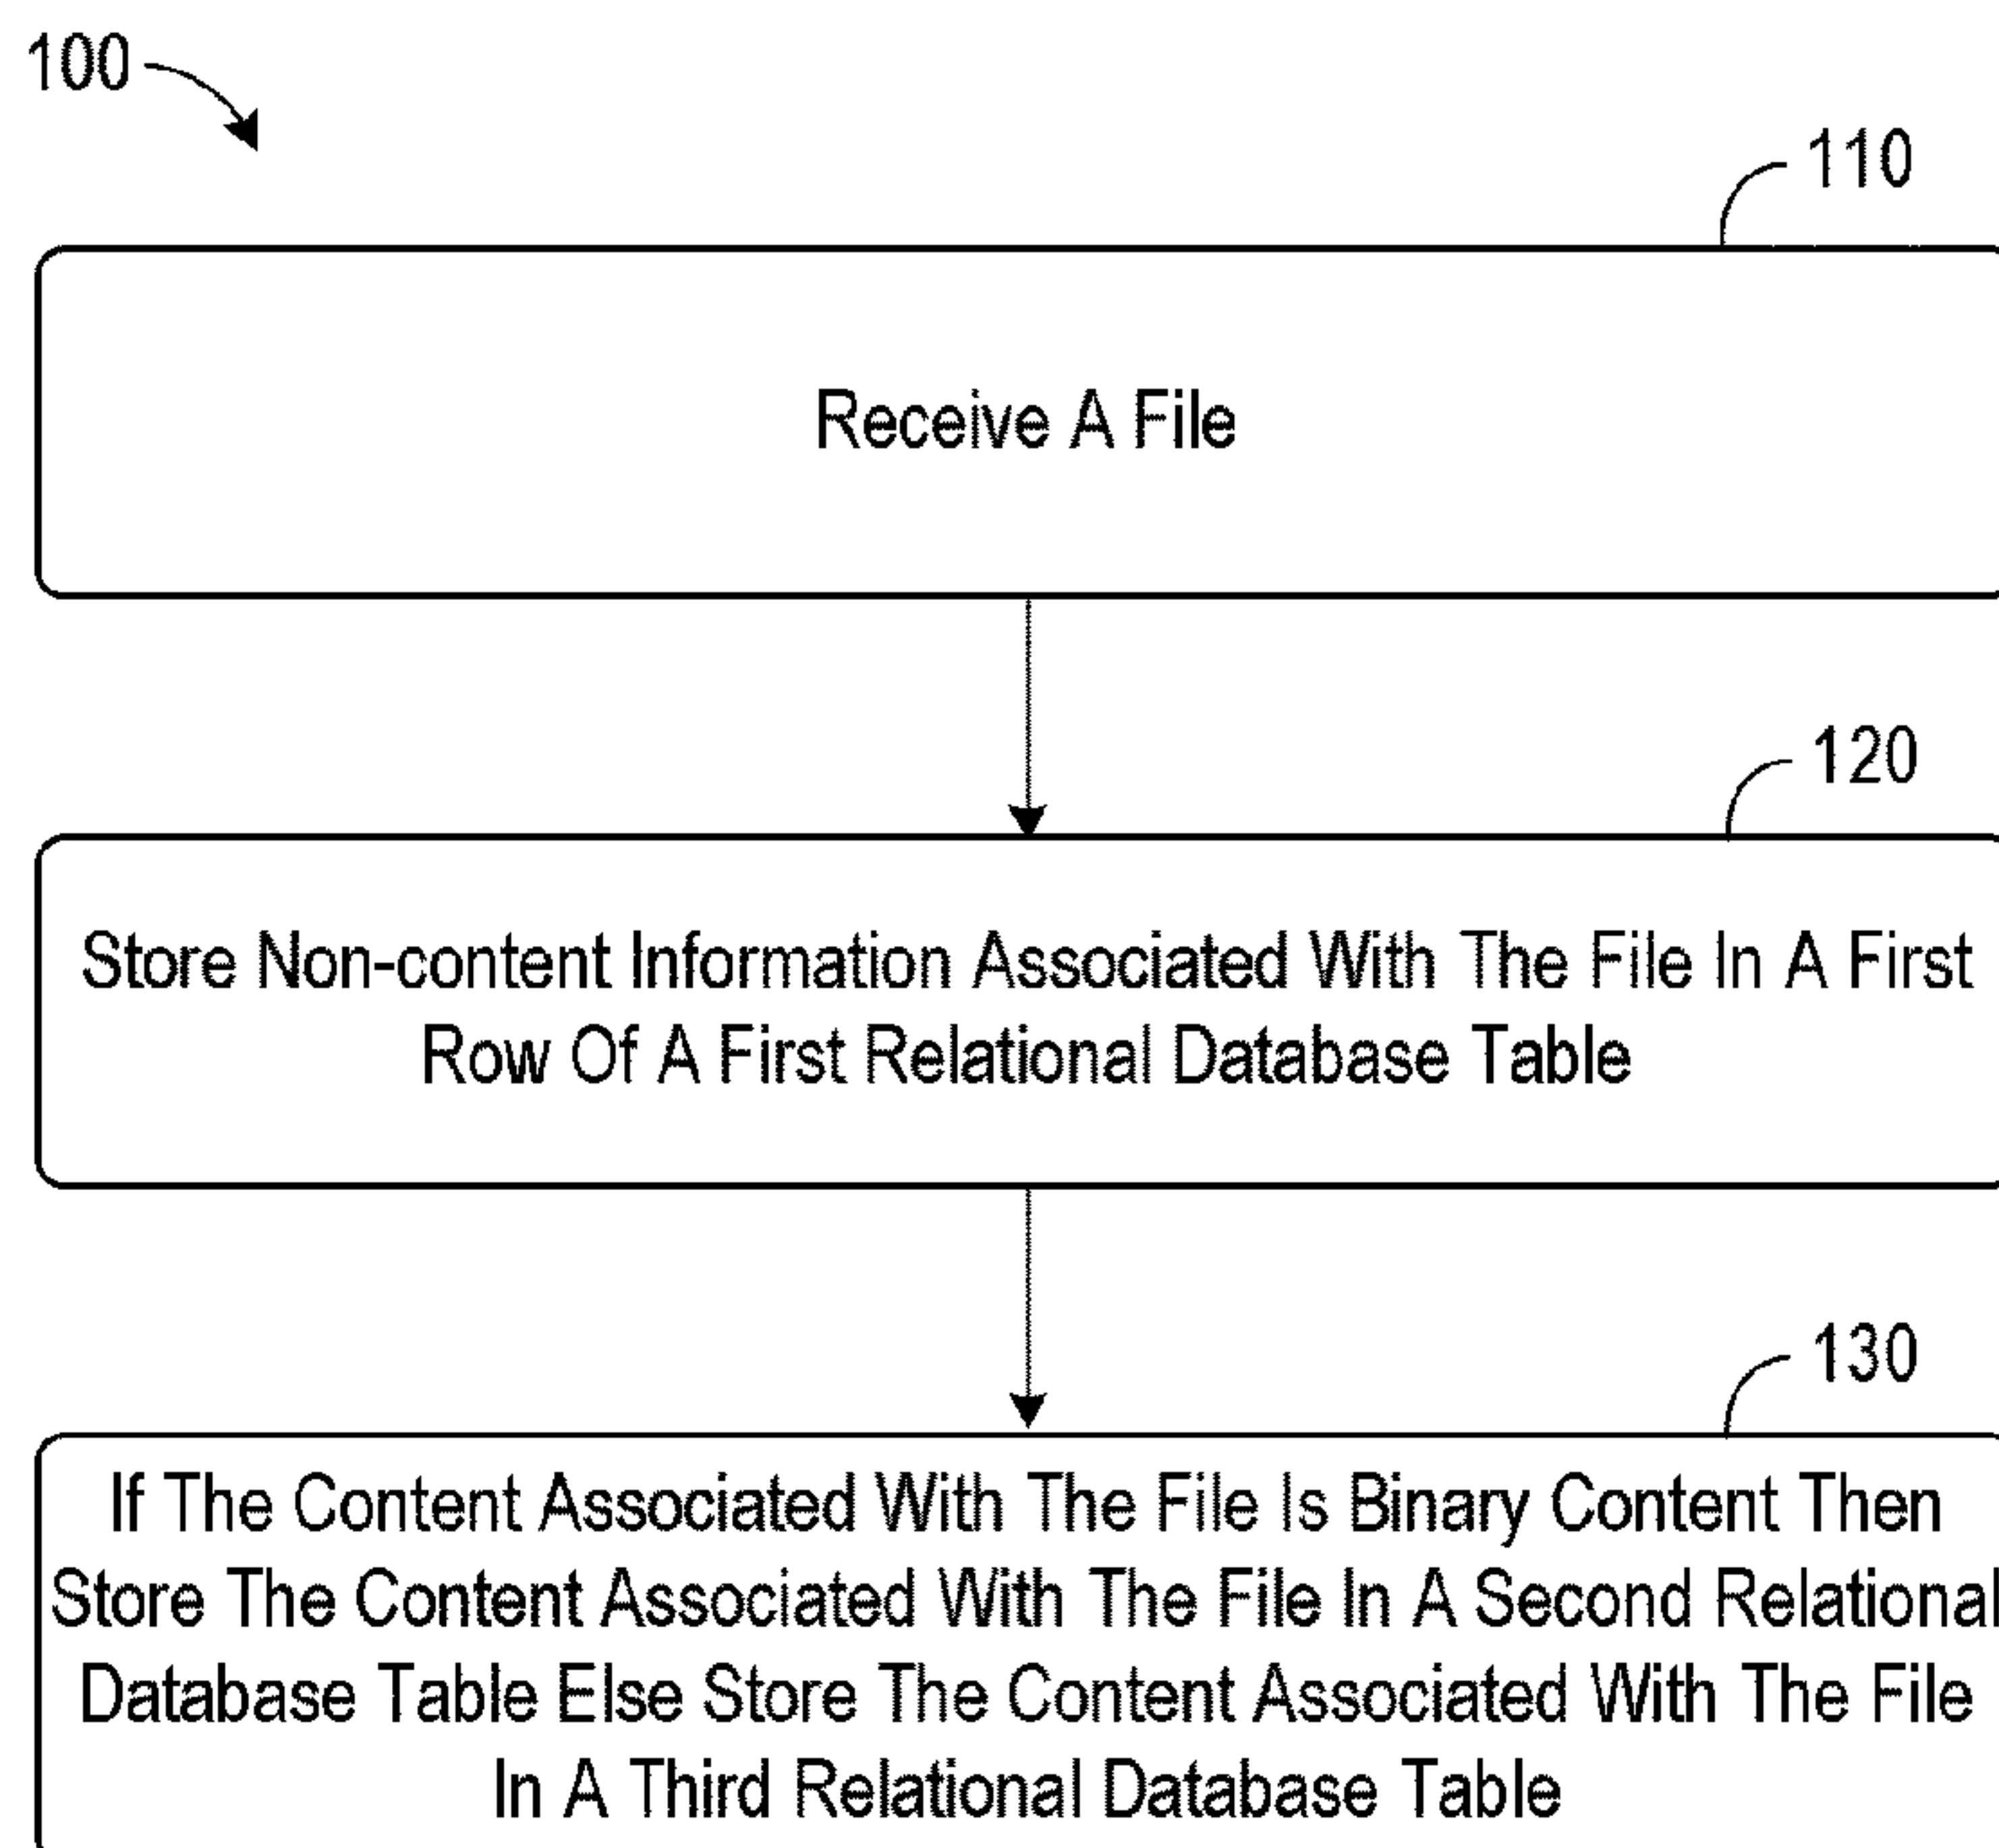 100
110
Receive A File
120
Store Non-content Information Associated With The File In A First
Row Of A First Relational Database Table
130
If The Content Associated With The File Is Binary Content Then
Store The Content Associated With The File In A Second Relational
Database Table Else Store The Content Associated With The File
In A Third Relational Database Table